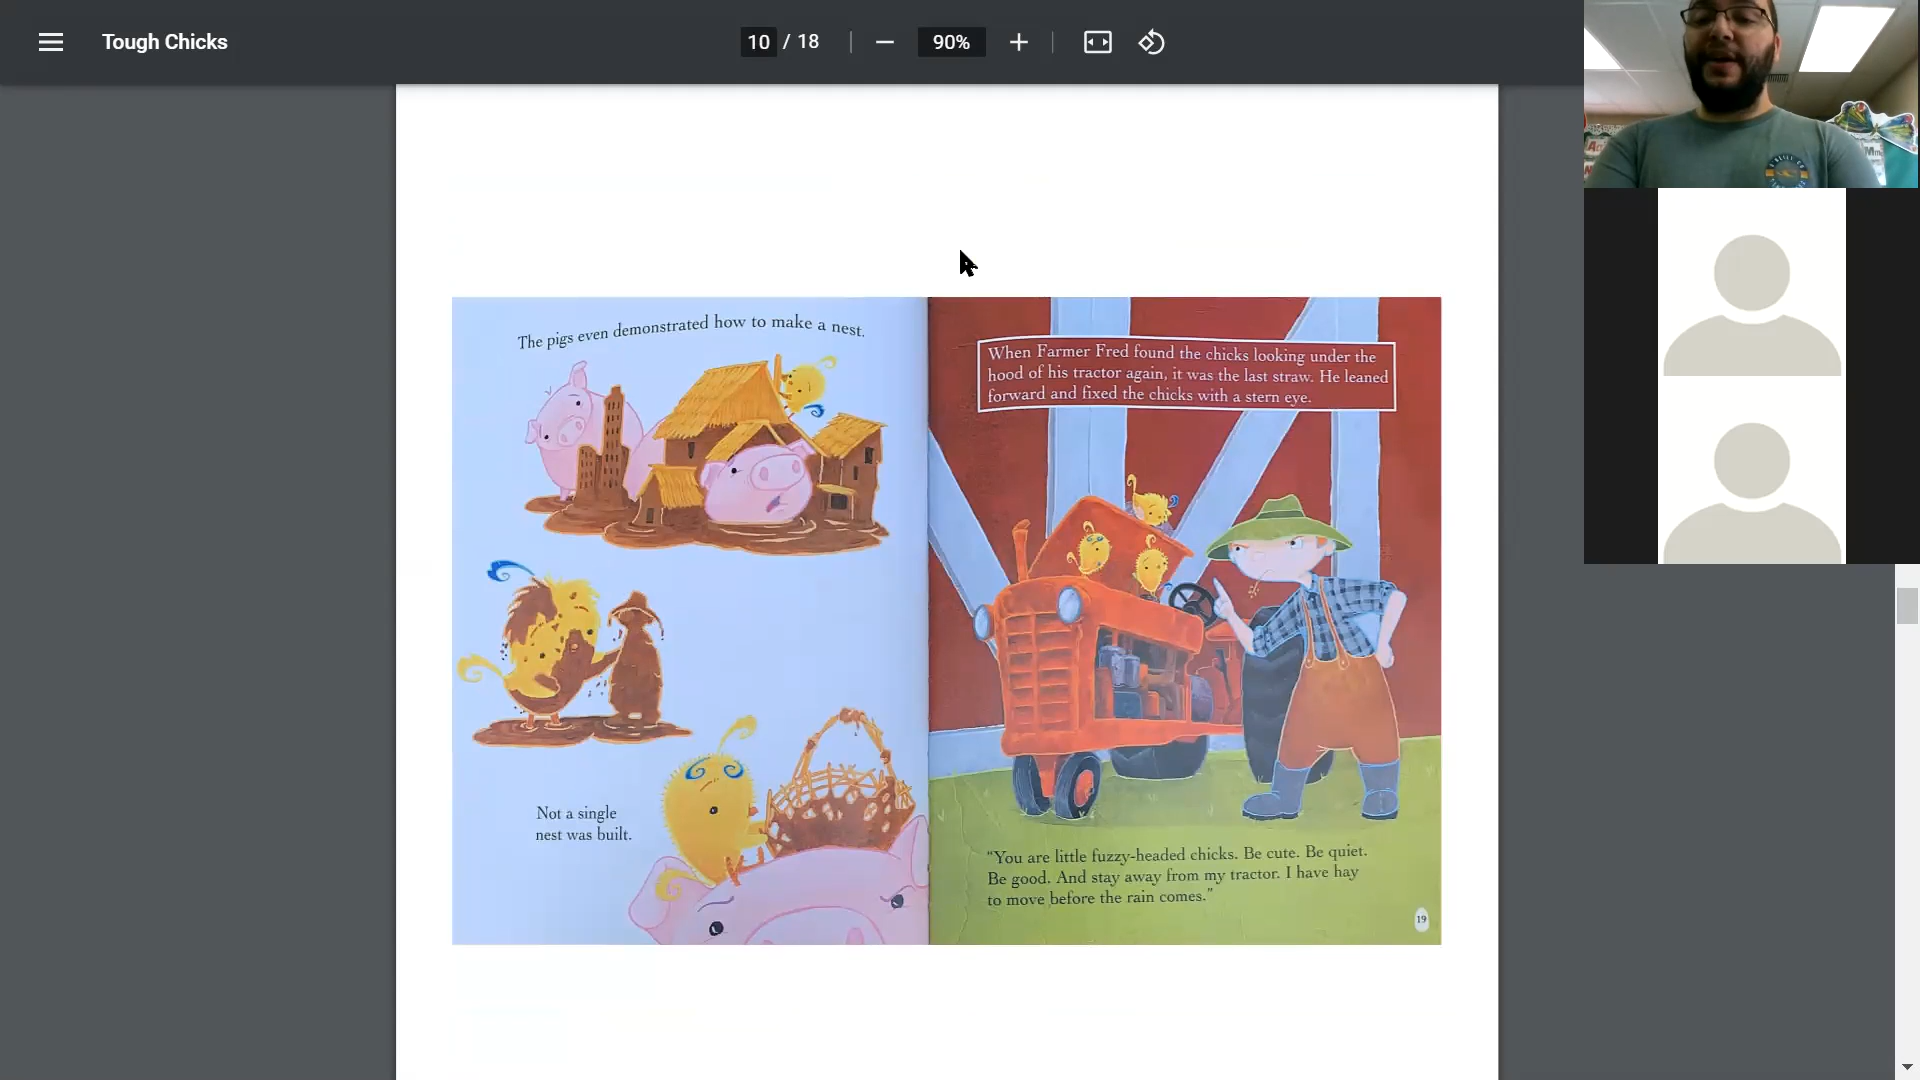 Tough Chicks
10 / 18
90%
The pigs even demonstrated how to make a nest.
Not a single
nest was built.
When Farmer Fred found the chicks looking under the
hood of his tractor again, it was the last straw. He leaned
forward and fixed the chicks with a stern eye.
"You are little fuzzy-headed chicks. Be cute. Be quiet.
Be good. And stay away from my tractor. I have hay
to move before the rain comes."
19